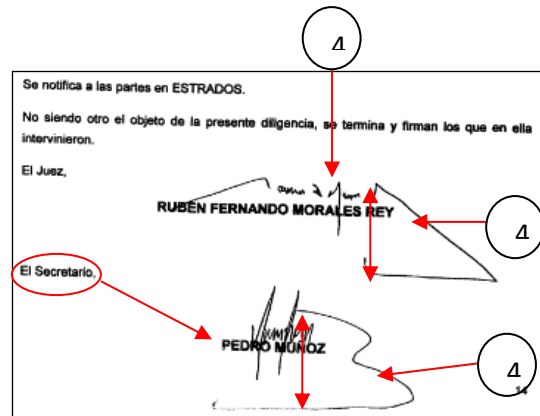 4
Se notifica a las partes en ESTRADOS.
No siendo otro el objeto de la presente diligencia, se termina y firman los que en ella
intervinieron.
El Juez,
RUBEN FERNANDO MORALES REY
4
El Secretario,
PEDRO MUÑOZ
4
14